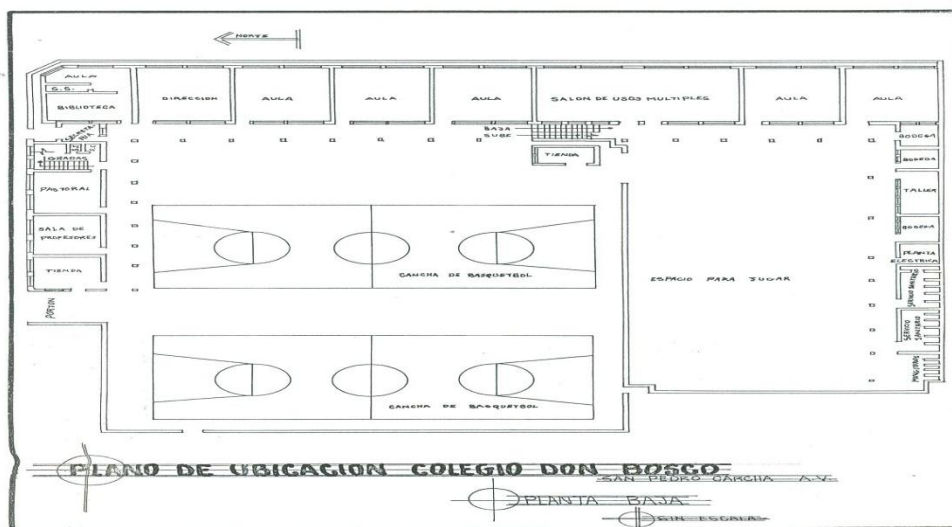 NORTE
AULA
S.S.
BIBLIOTECA
DIRECCION
AULA
AULA
AULA
SALON DE USOS MULTIPLES
AULA
AULA
BAJA
SUBE
TIENDA
GRADAS
PASTORAL
SALA DE
PROFESORES
TIENDA
PORTON
CANCHA DE BASQUETBOL
CANCHA DE BASQUETBOL
ESPACIO PARA JUGAR
BODEGA
BODEGA
TALLER
BODEGA
PLANTA
ELECTRICA
SERVICIO SANITARIO
SERVICIO
SANITARIO
PLANO DE UBICACION COLEGIO DON BOSCO
SAN PEDRO CARCHA A.V.
PLANTA BAJA
SIN ESCALA